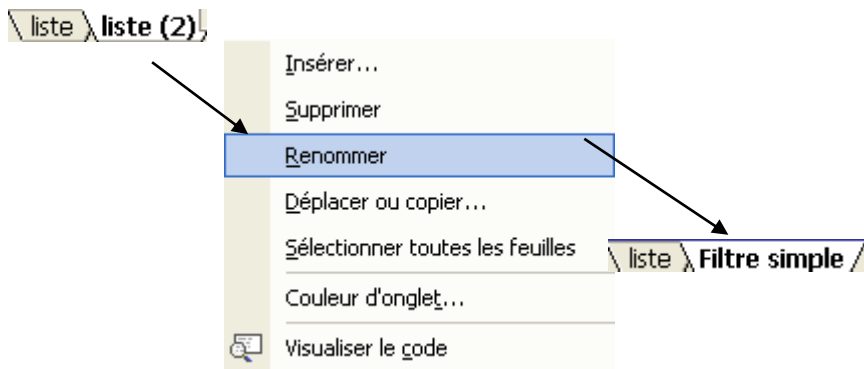 liste liste (2)
Insérer...
Supprimer
Renommer
Déplacer ou copier...
Sélectionner toutes les feuilles
liste Filtre simple
Couleur d'onglet...
Visualiser le code